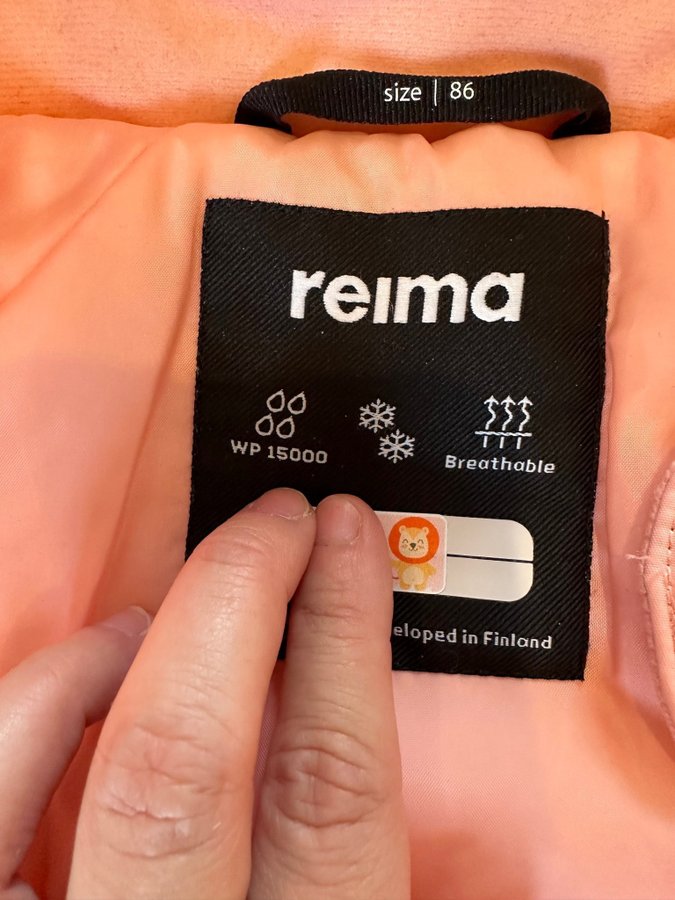 size | 86
reima
WP 15000
Breathable
eloped in Finland